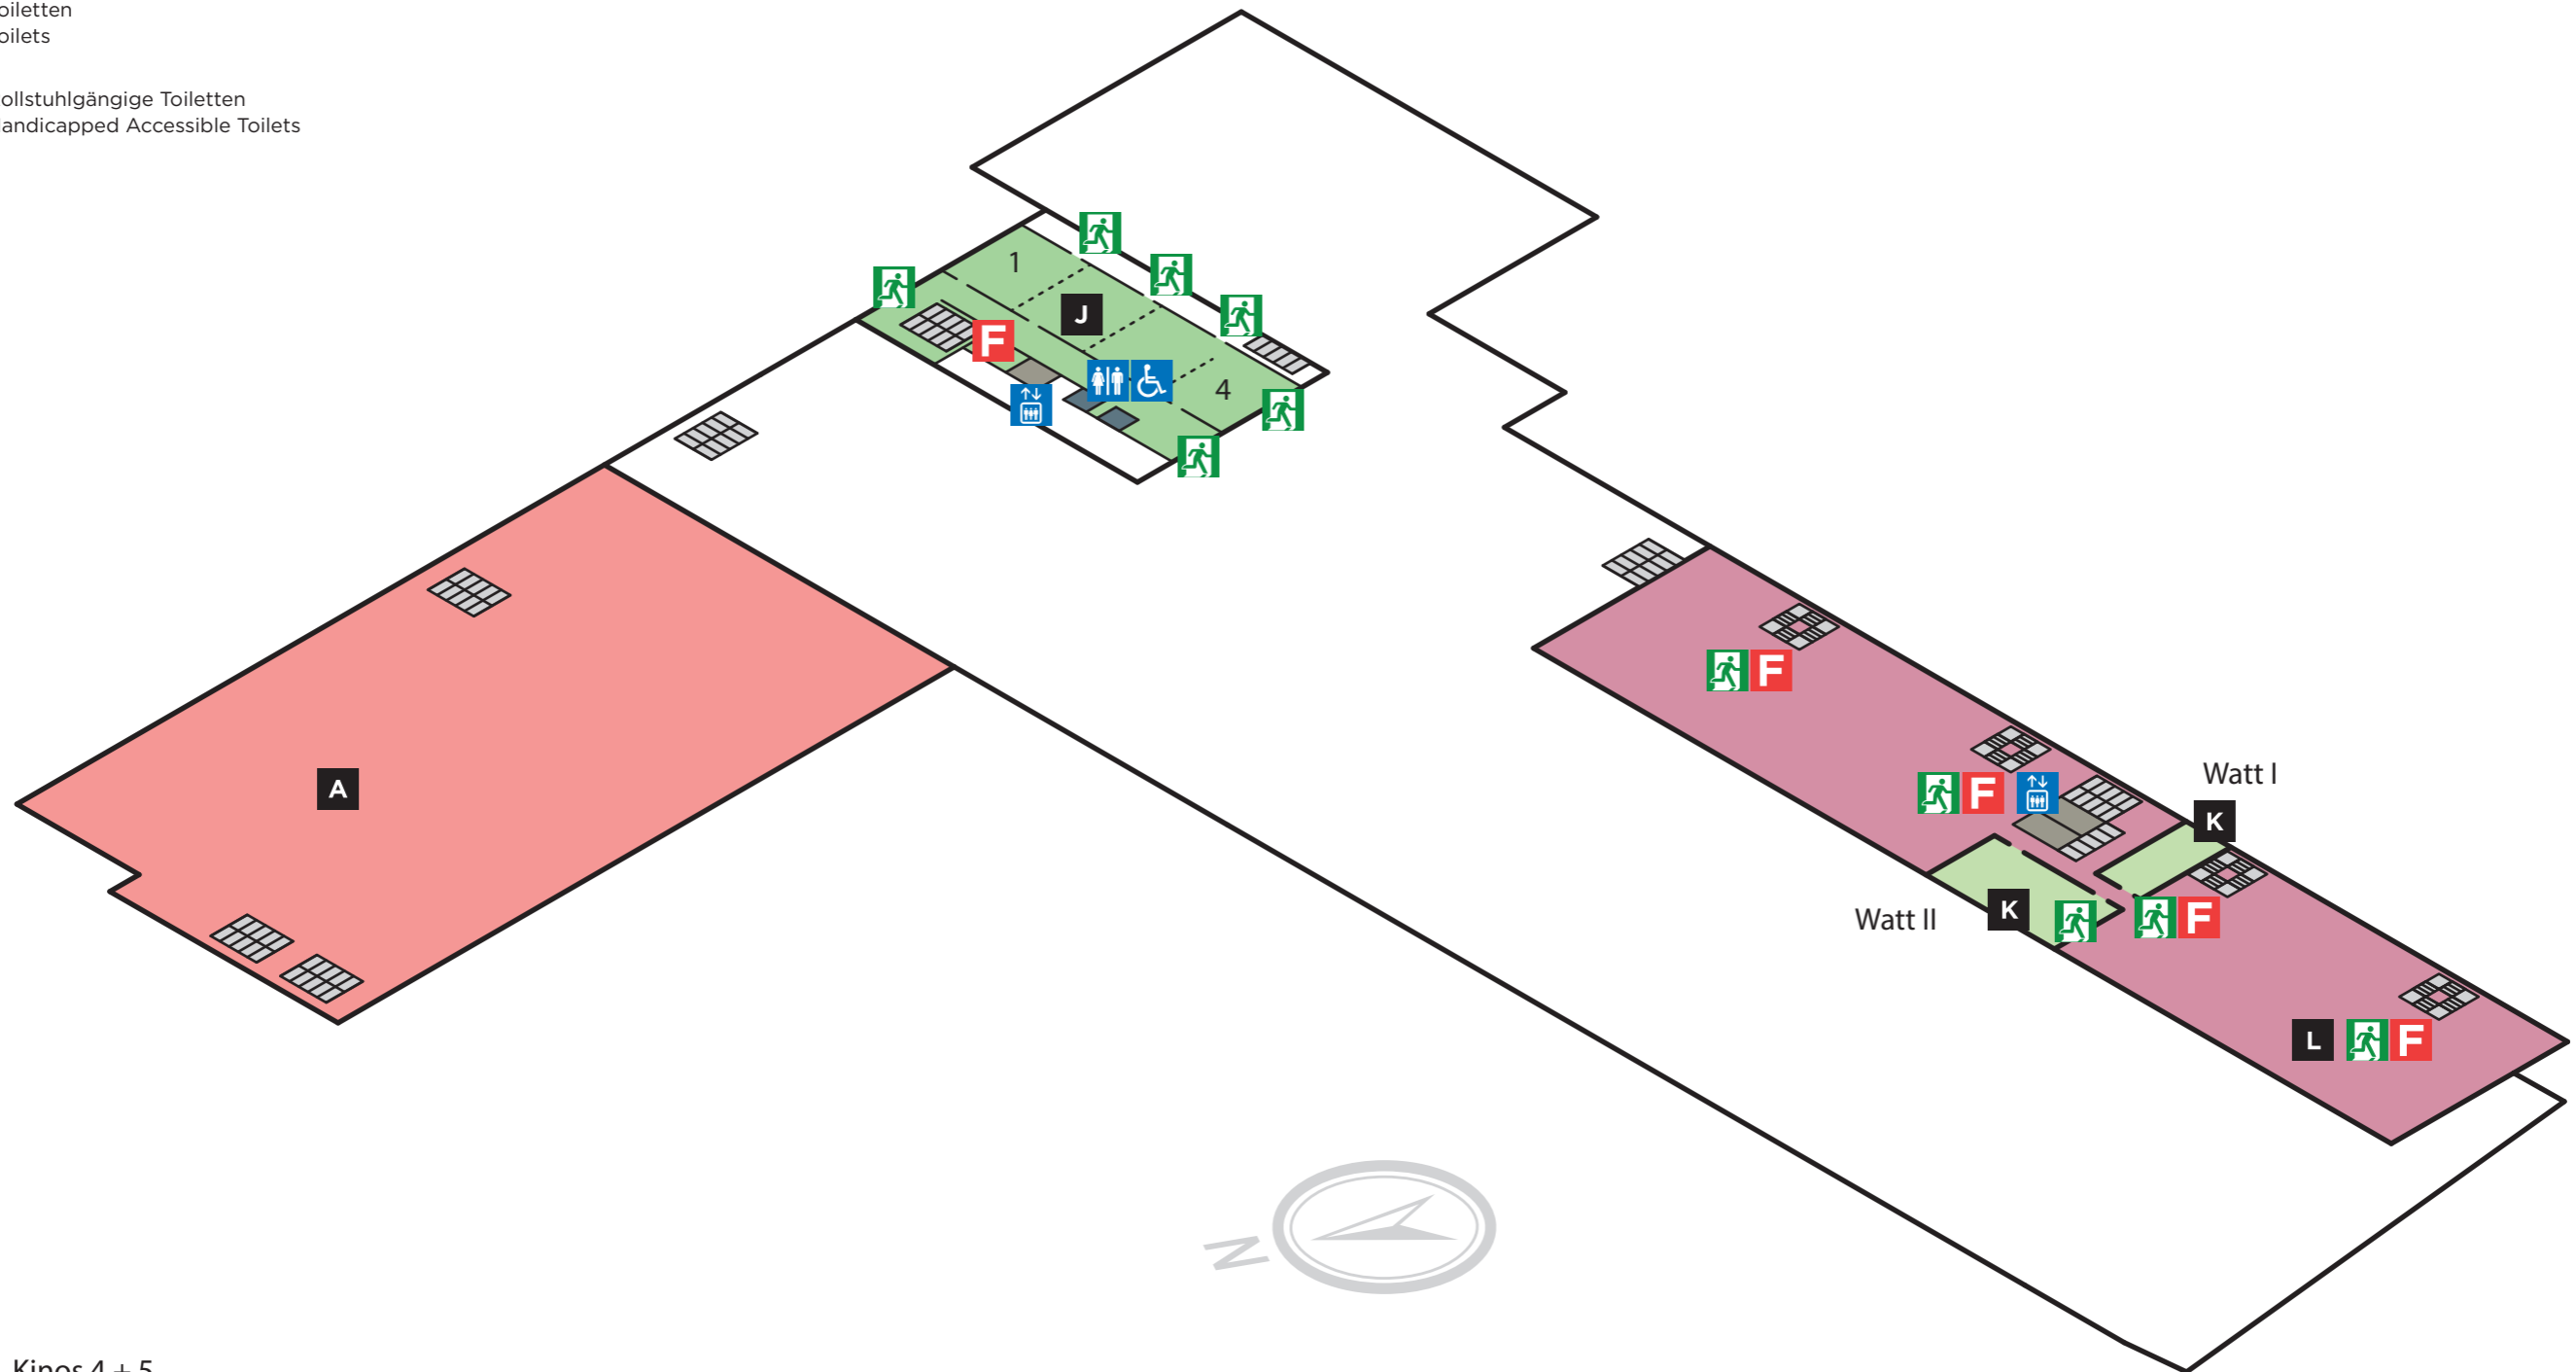 oiletten
oilets
ollstuhlgängige Toiletten
andicapped Accessible Toilets
1
J
F
4
A
F
F
Watt I
K
Watt II
K
F
L
F
N
Kinos 4 + 5